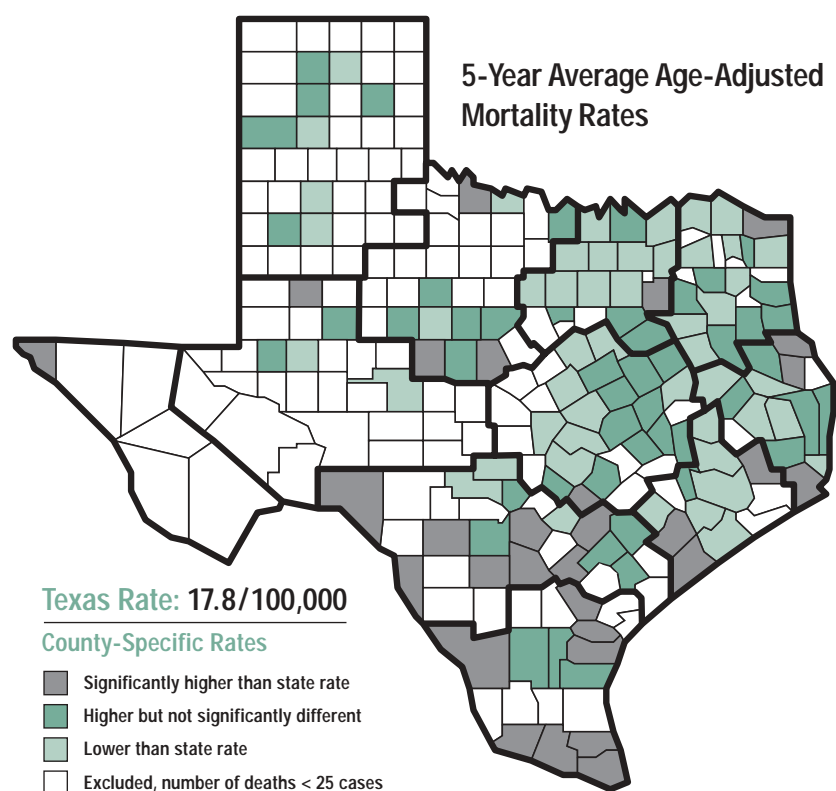 5-Year Average Age-Adjusted
Mortality Rates
Texas Rate: 17.8/100,000
County-Specific Rates
Significantly higher than state rate
Higher but not significantly different
Lower than state rate
Excluded, number of deaths < 25 cases